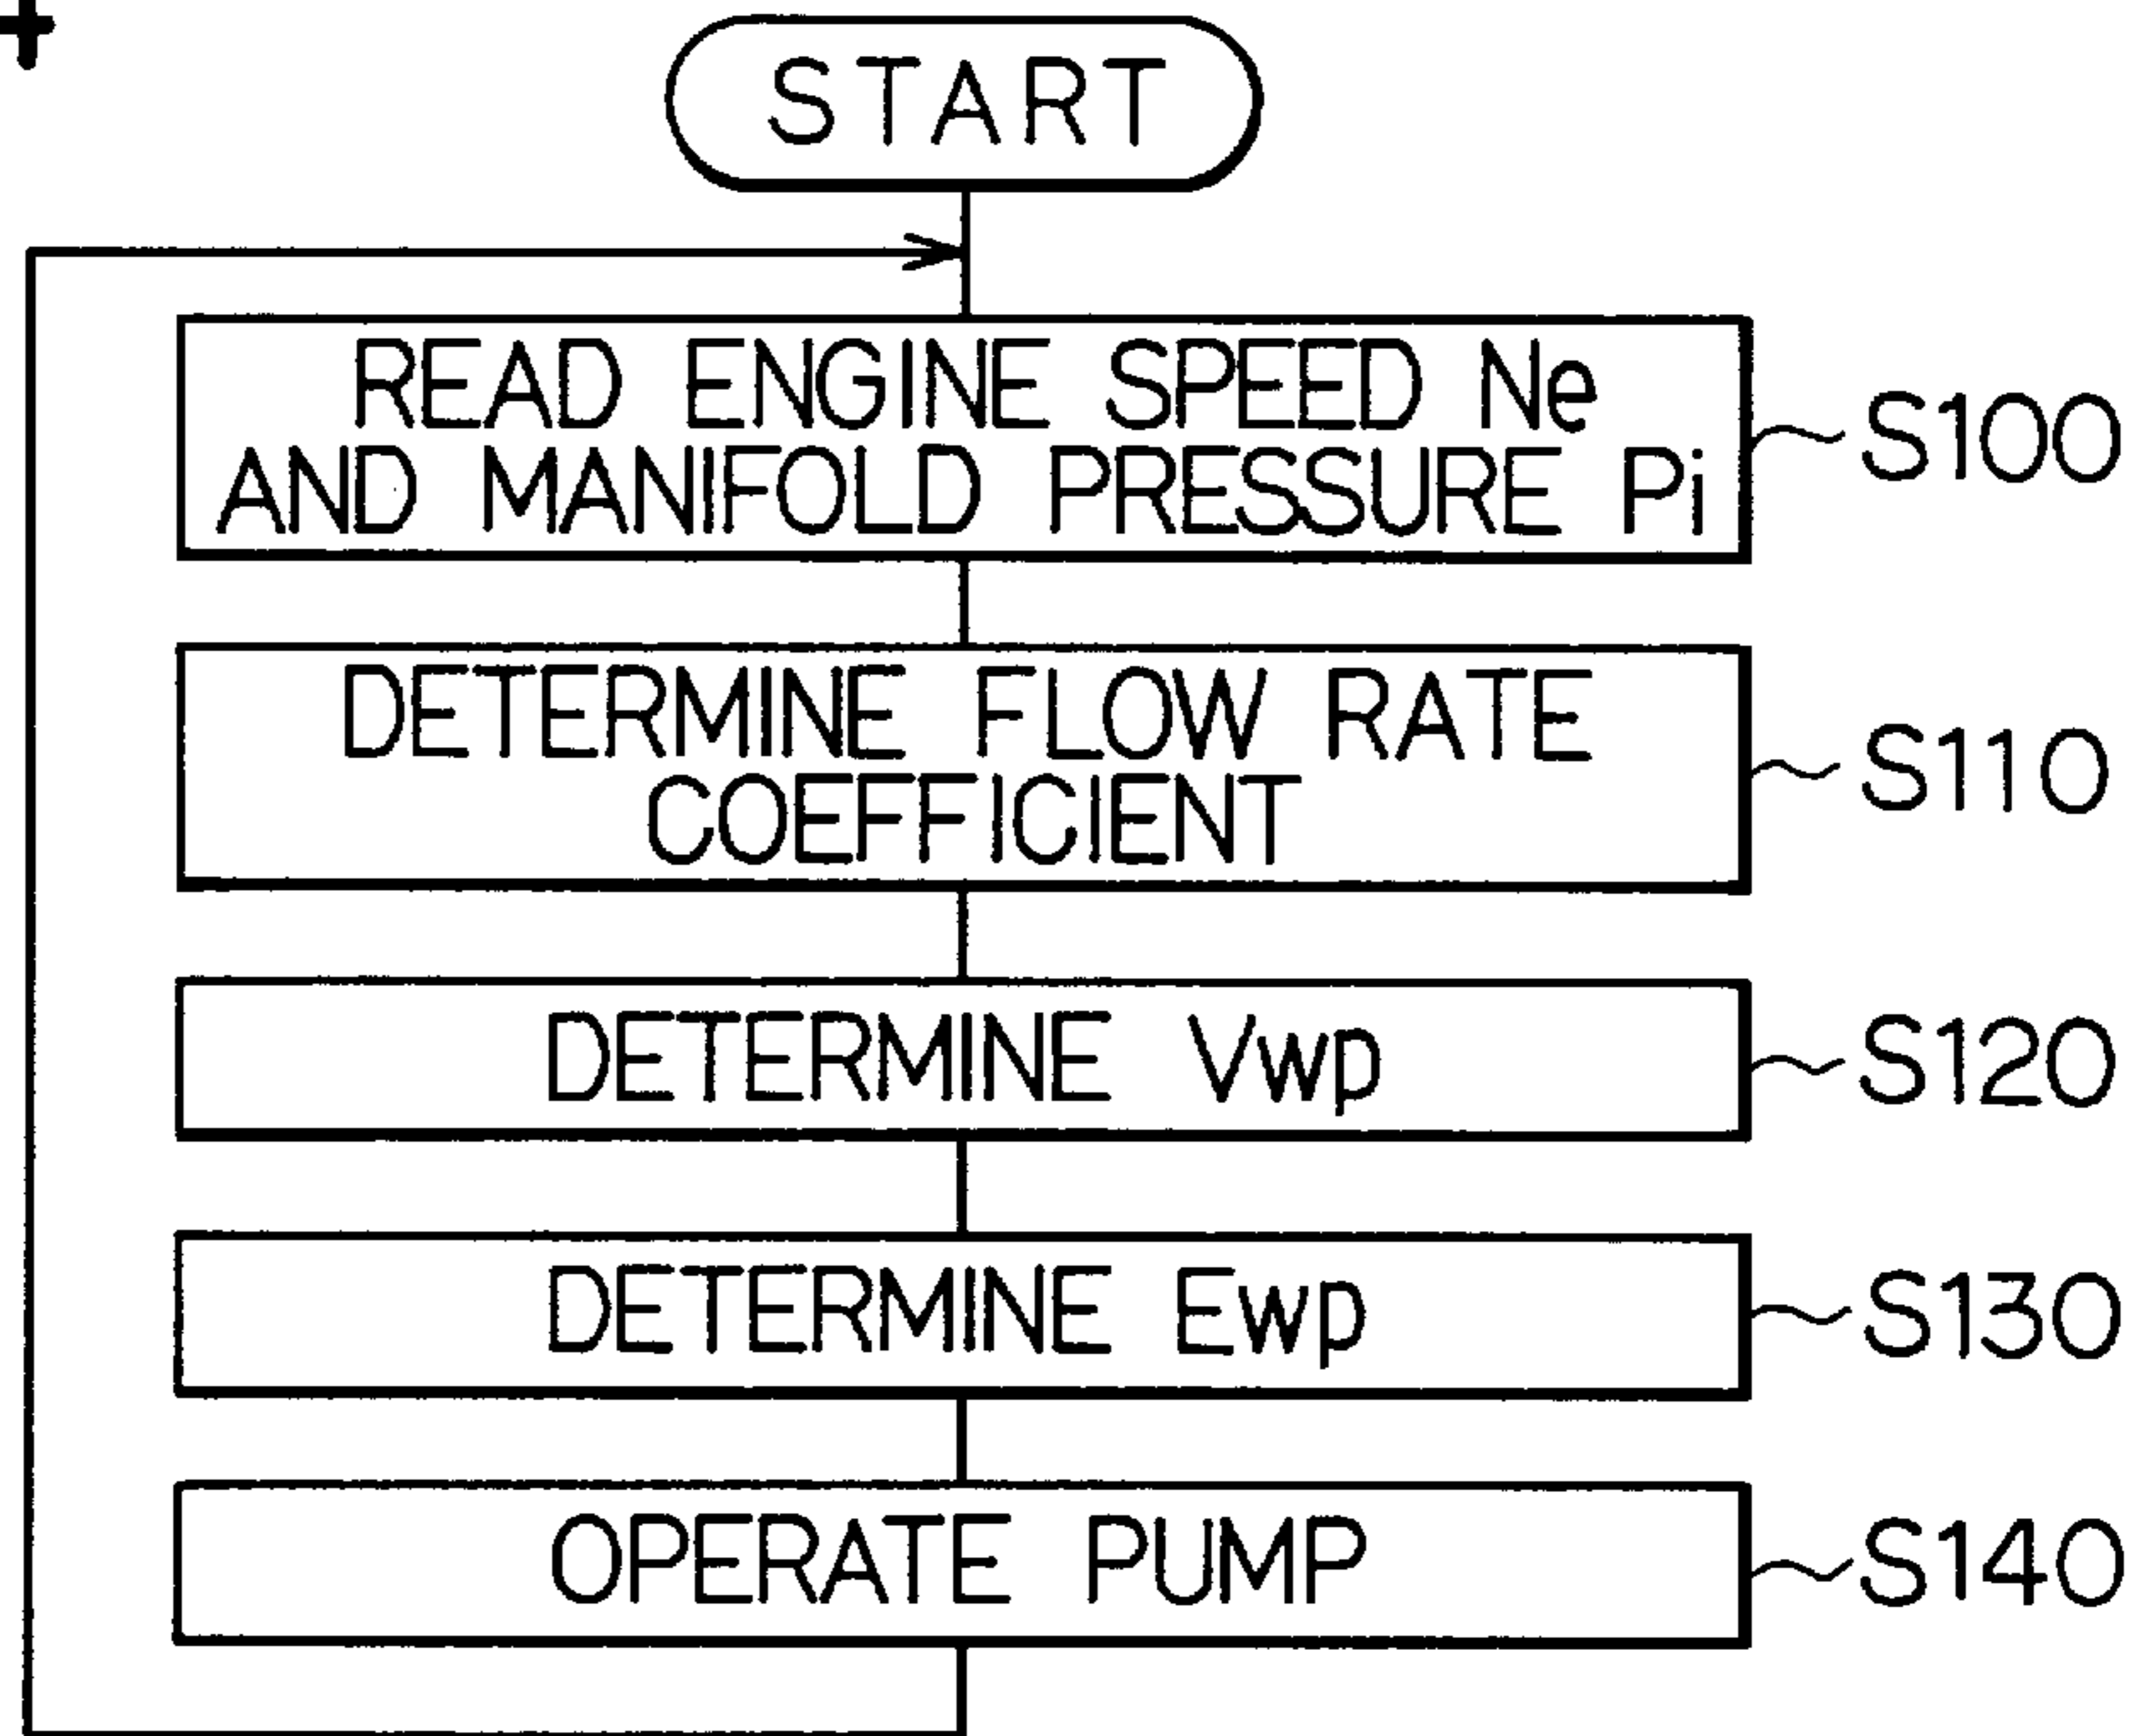 START
READ ENGINE SPEED Ne
AND MANIFOLD PRESSURE Pi
S100
DETERMINE FLOW RATE
COEFFICIENT
S110
DETERMINE Vwp
S120
DETERMINE Ewp
S130
OPERATE PUMP
S140